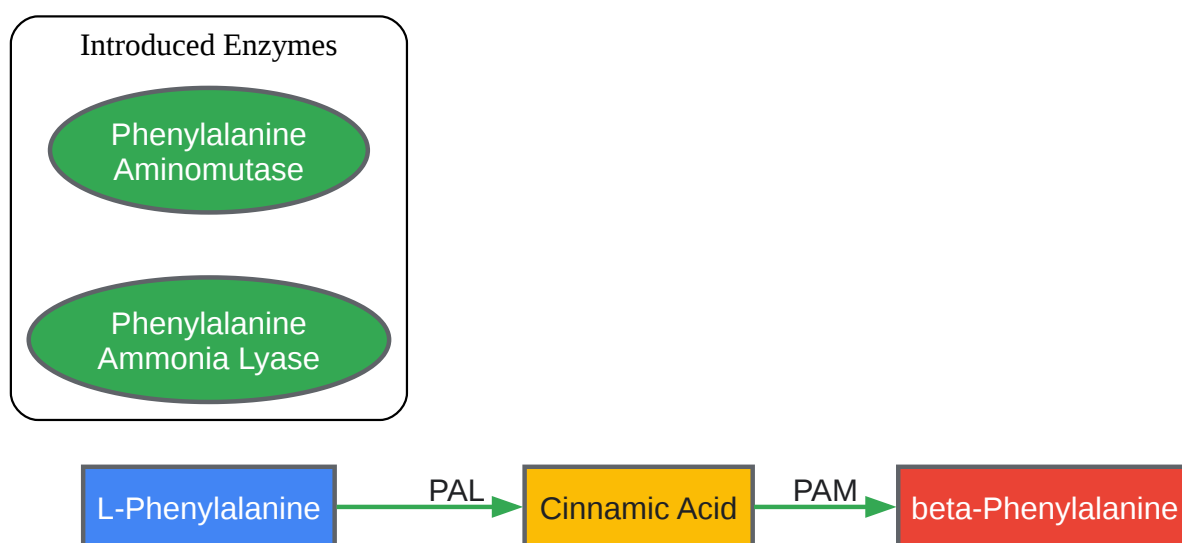 Introduced Enzymes
Phenylalanine
Aminomutase
Phenylalanine
Ammonia Lyase
L-Phenylalanine
PAL
Cinnamic Acid
PAM
beta-Phenylalanine